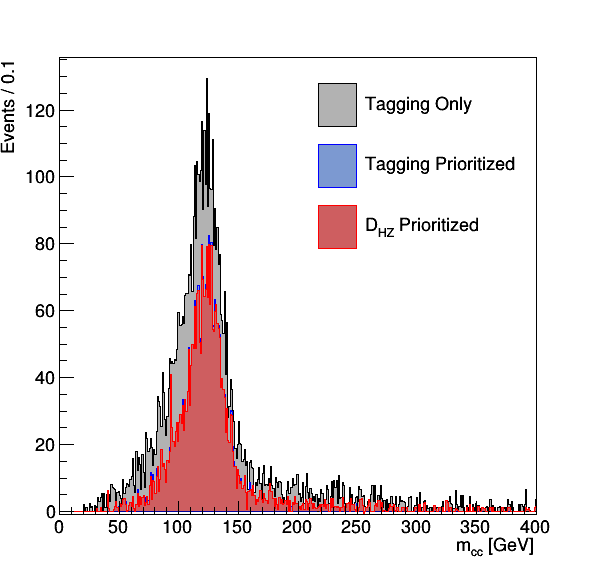 Events / 0.1
120
100
80
60
40
20
0
Tagging Only
Tagging Prioritized
D_HZ Prioritized
0 50 100 150 200 250 300 350 400
m_cc [GeV]